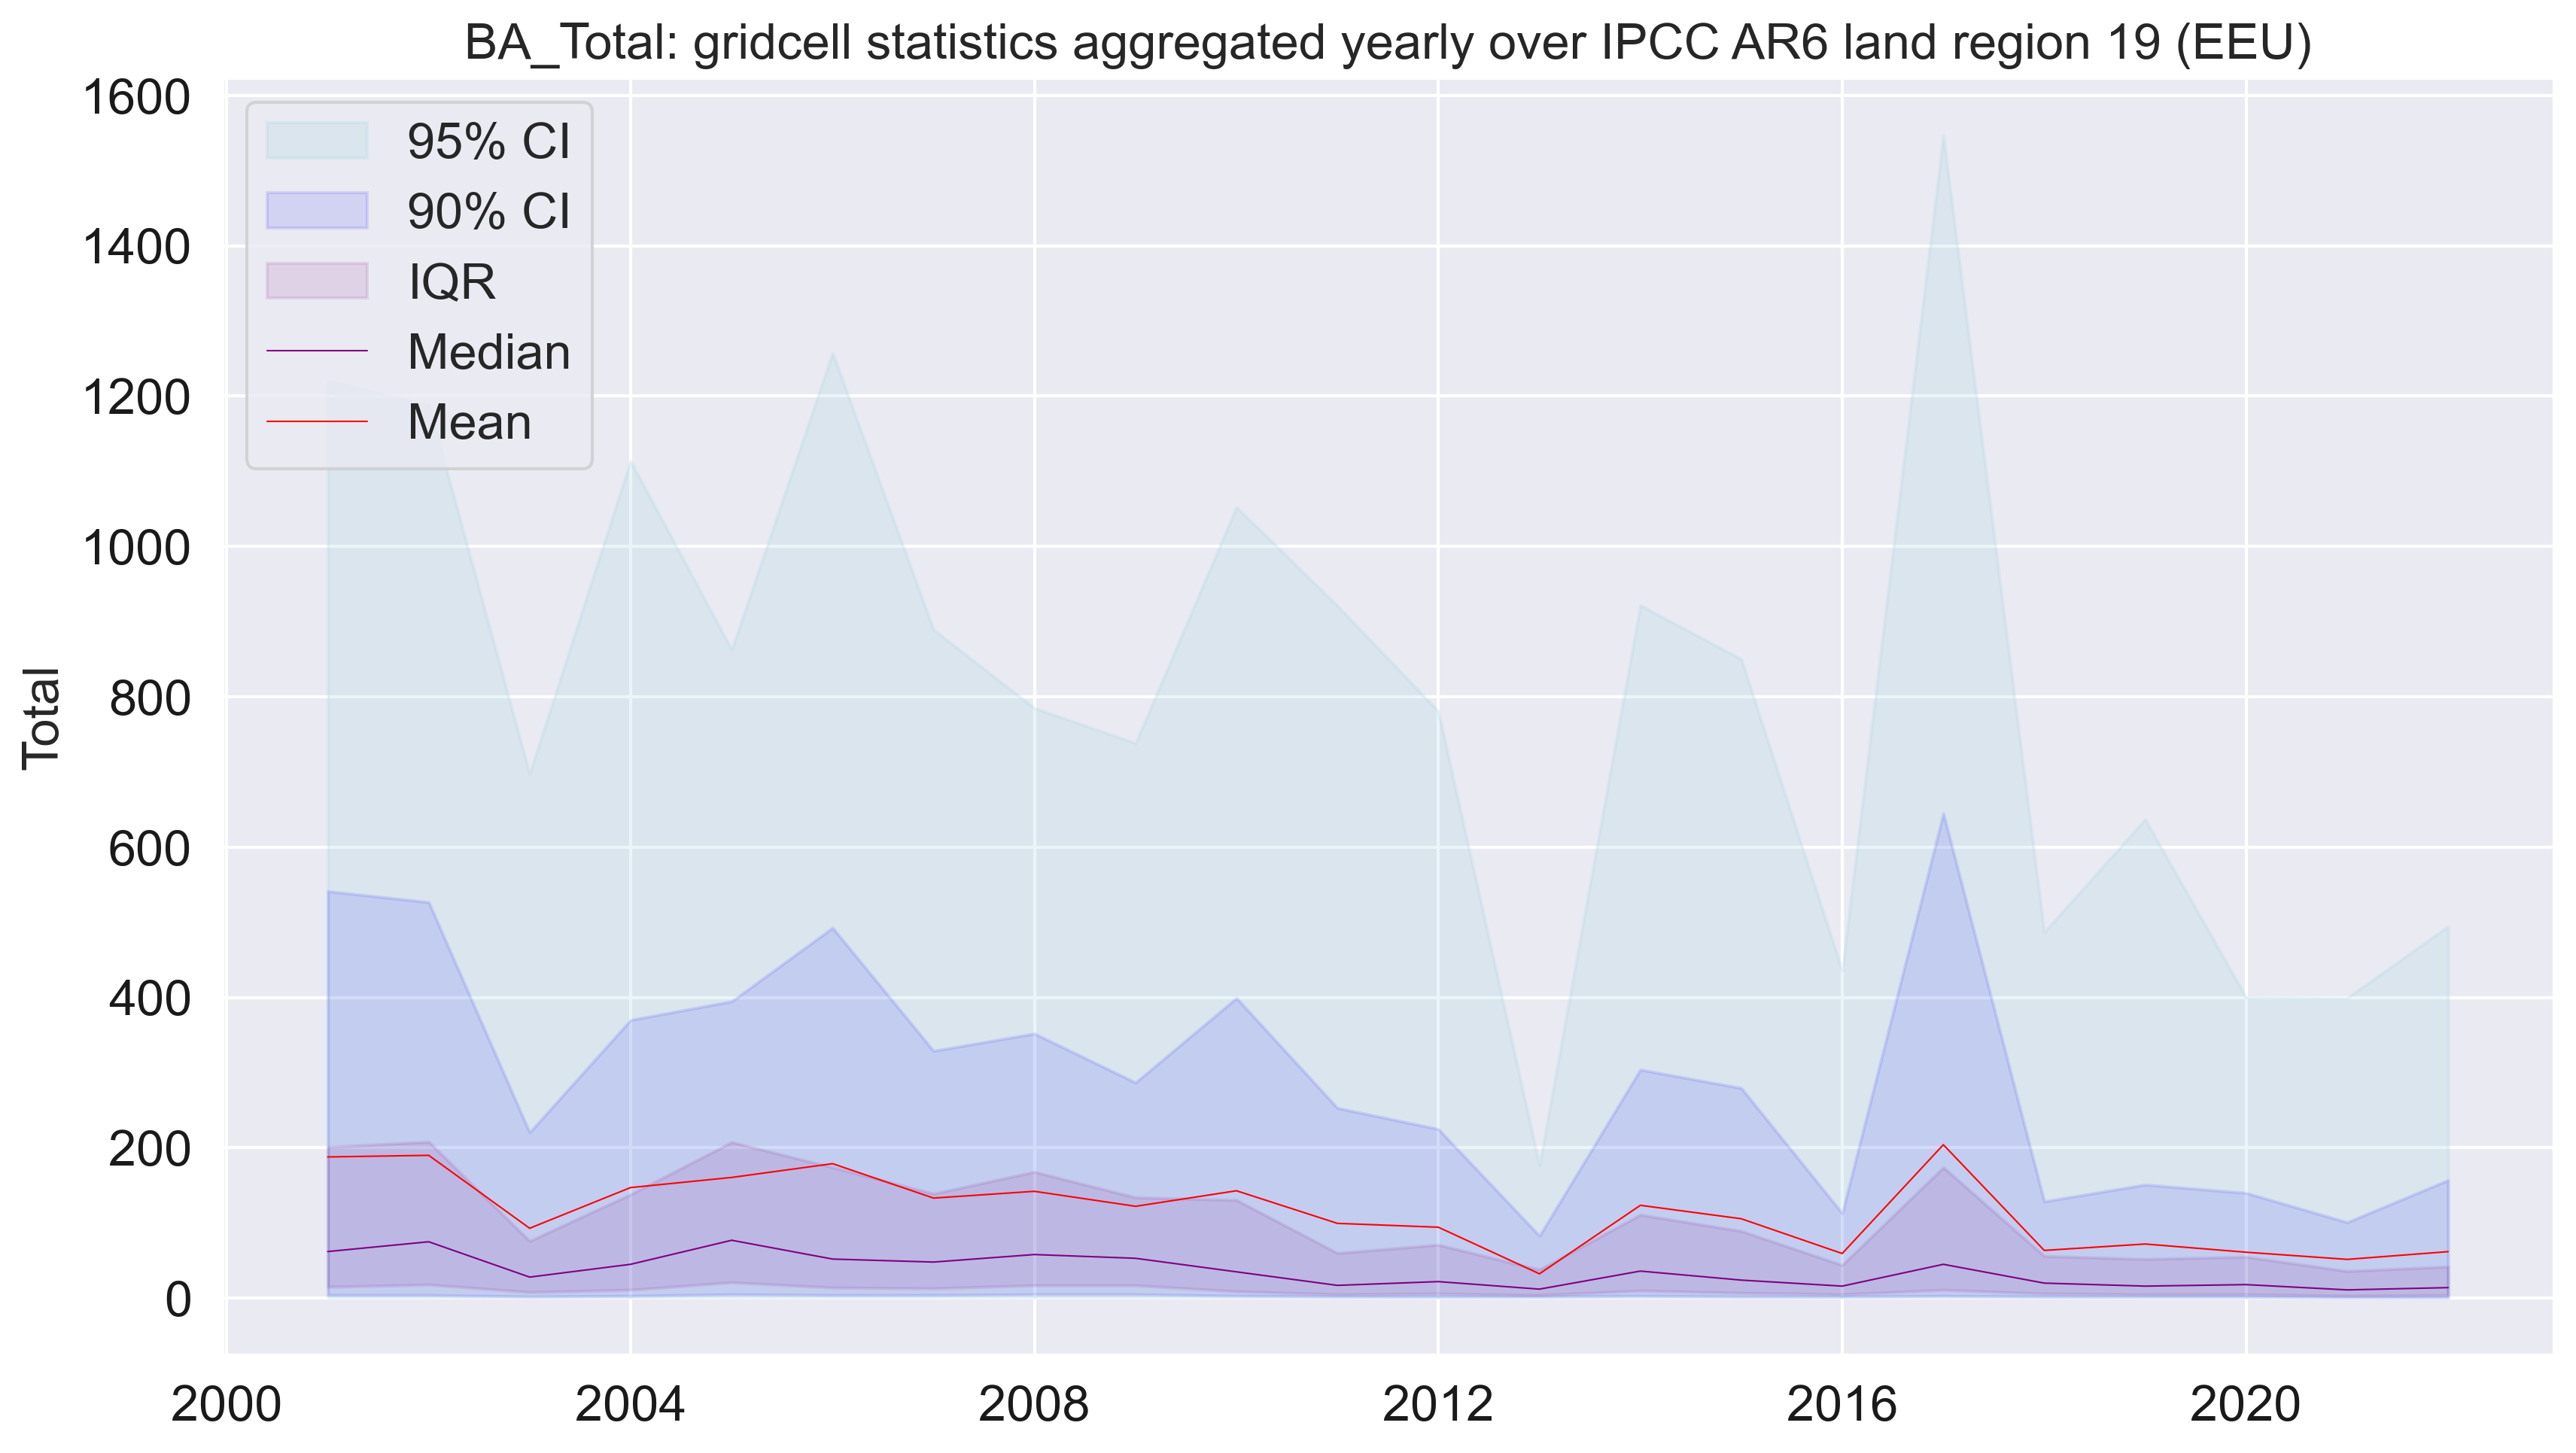 BA_Total: gridcell statistics aggregated yearly over IPCC AR6 land region 19 (EEU)
1600
1400
1200
1000
800
600
400
200
0
Total
95% CI
90% CI
IQR
Median
Mean
2000 2004 2008 2012 2016 2020